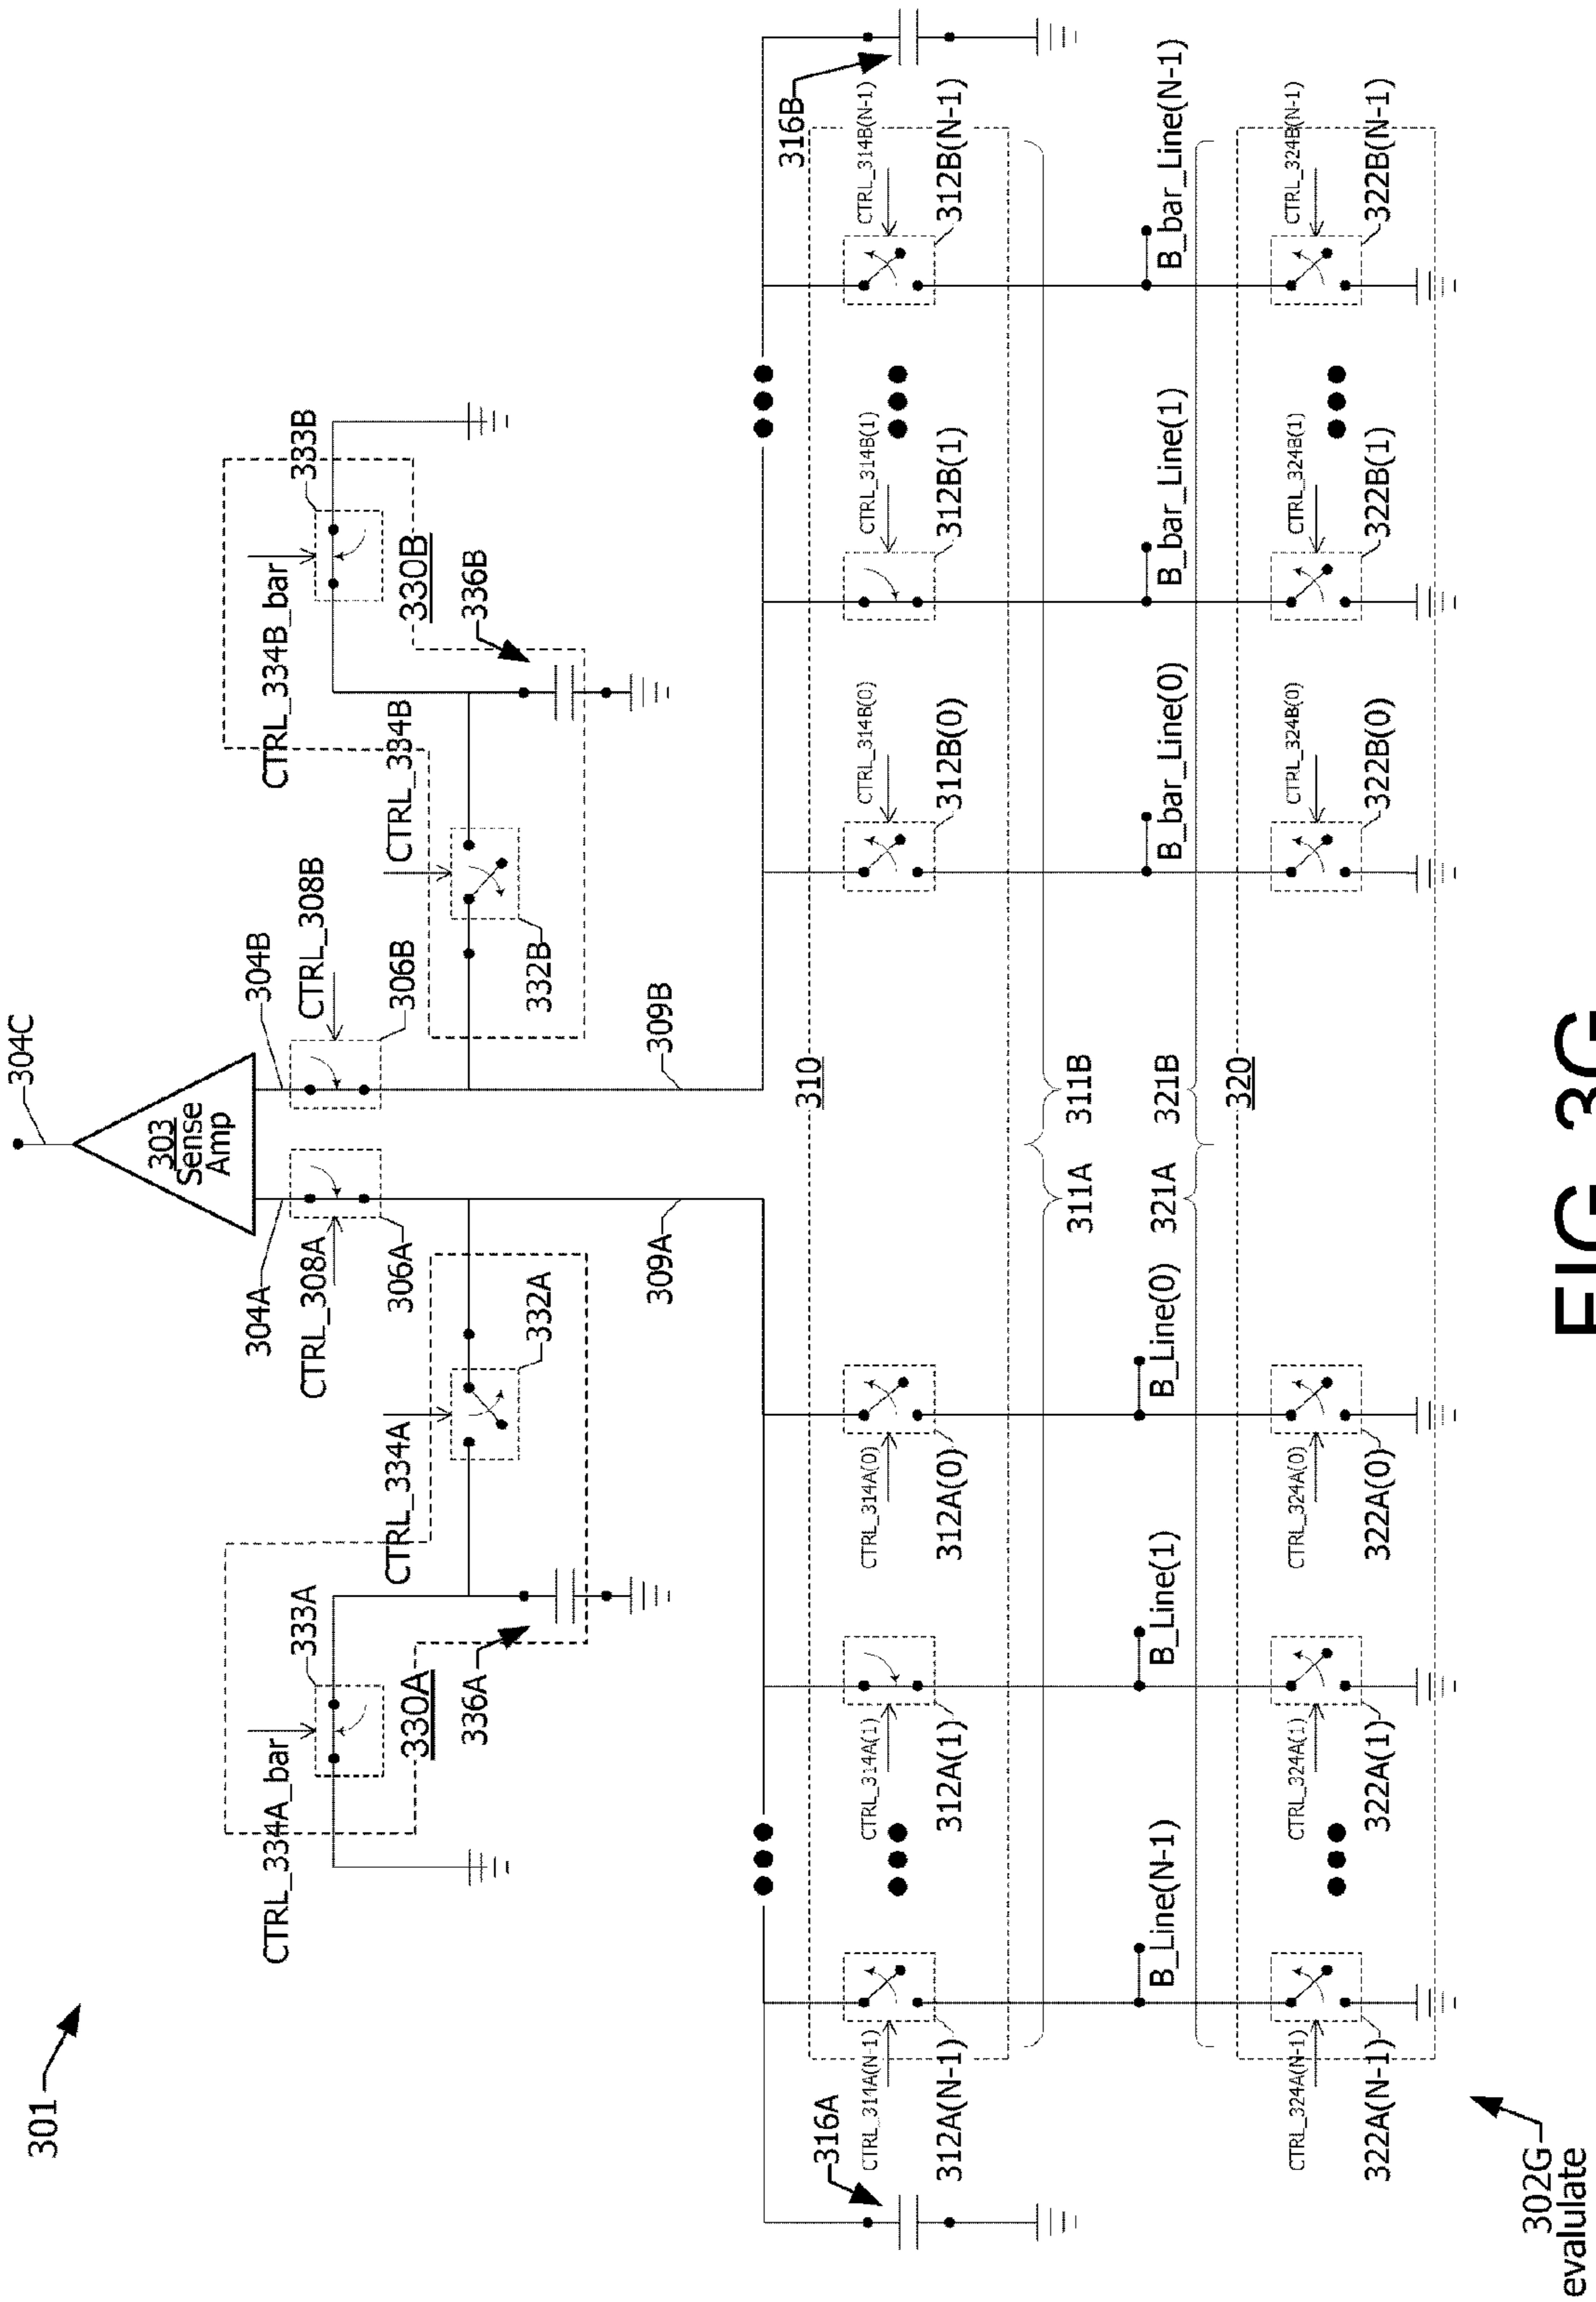 301
304C
303
Sense
Amp
304A
304B
CTRL_308A
CTRL_308B
306A
306B
CTRL_334A_bar
333A
330A
CTRL_334A
336A
332A
CTRL_334B_bar
333B
330B
CTRL_334B
336B
332B
309A
309B
316A
316B
310
CTRL_314A(N-1)
CTRL_314A(1)
CTRL_314A(0)
CTRL_314B(0)
CTRL_314B(1)
CTRL_314B(N-1)
312A(N-1)
312A(1)
312A(0)
312B(0)
312B(1)
312B(N-1)
311A
311B
B_Line(N-1)
B_Line(1)
B_Line(0)
B_bar_Line(0)
B_bar_Line(1)
B_bar_Line(N-1)
321A
321B
320
CTRL_324A(N-1)
CTRL_324A(1)
CTRL_324A(0)
CTRL_324B(0)
CTRL_324B(1)
CTRL_324B(N-1)
322A(N-1)
322A(1)
322A(0)
322B(0)
322B(1)
322B(N-1)
302G
evalulate
FIG 3G